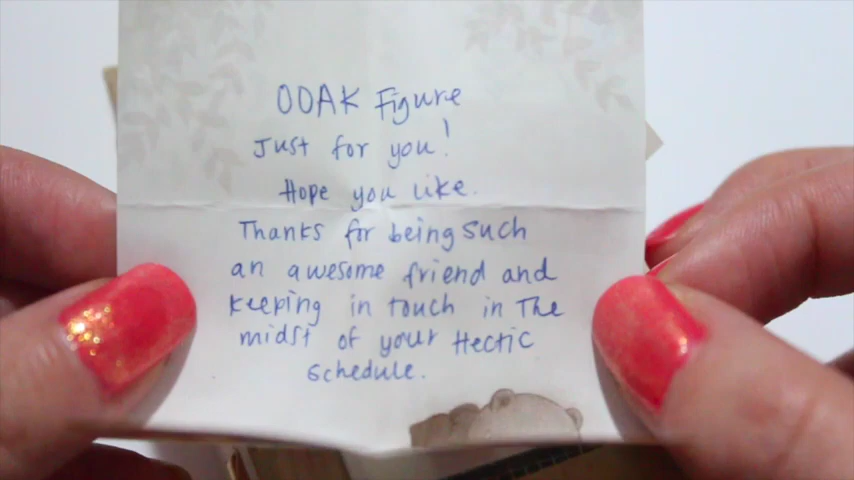 OOAK Figure
Just for you!
Hope you like.
Thanks for being such
an awesome friend and
keeping in touch in The
midst of your Hectic
schedule.